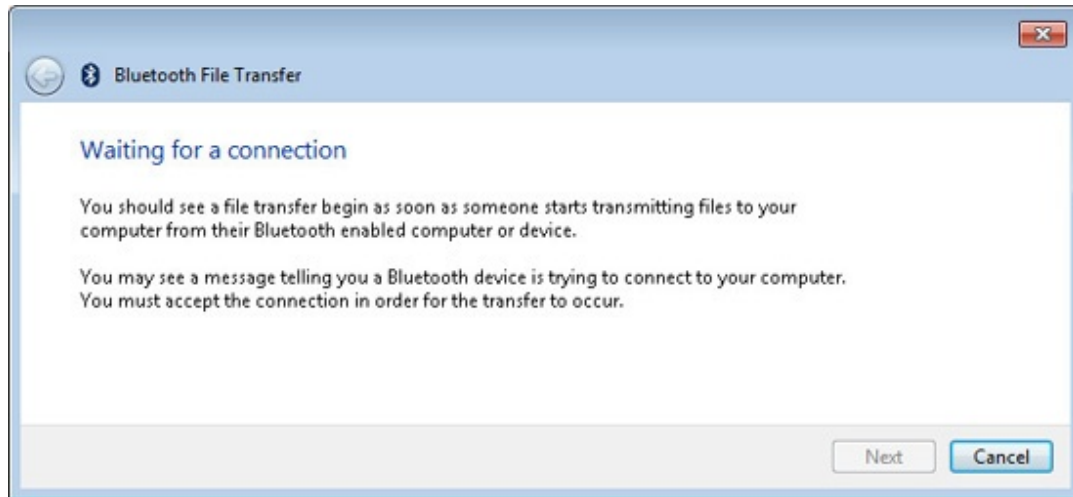 Bluetooth File Transfer
Waiting for a connection
You should see a file transfer begin as soon as someone starts transmitting files to your
computer from their Bluetooth enabled computer or device.
You may see a message telling you a Bluetooth device is trying to connect to your computer.
You must accept the connection in order for the transfer to occur.
Next
Cancel